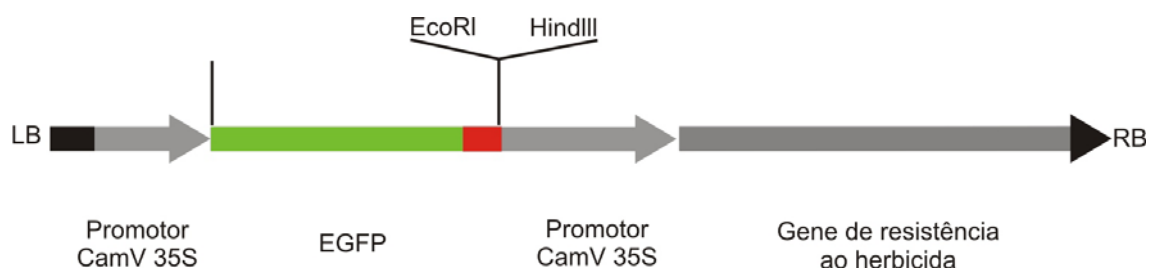 EcoRI
HindIII
LB
RB
Promotor
CamV 35S
EGFP
Promotor
CamV 35S
Gene de resistência
ao herbicida